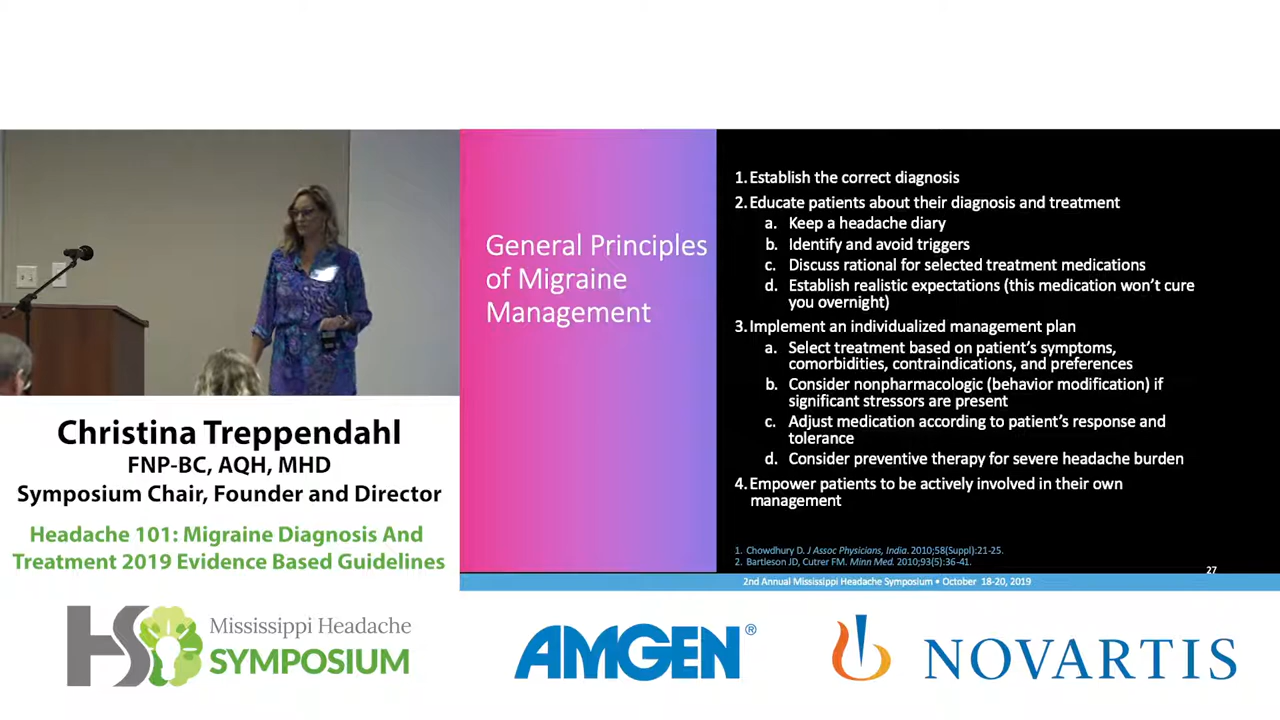 General Principles
of Migraine
Management
1. Establish the correct diagnosis
2. Educate patients about their diagnosis and treatment
a. Keep a headache diary
b. Identify and avoid triggers
c. Discuss rational for selected treatment medications
d. Establish realistic expectations (this medication won't cure
you overnight)
3. Implement an individualized management plan
a. Select treatment based on patient's symptoms,
comorbidities, contraindications, and preferences
b. Consider nonpharmacologic (behavior modification) if
significant stressors are present
c. Adjust medication according to patient's response and
tolerance
d. Consider preventive therapy for severe headache burden
4. Empower patients to be actively involved in their own
management
1. Chowdhury D. J Assoc Physicians, India. 2010;58(Suppl):21-25.
2. Bartleson JD, Cutrer FM. Minn Med. 2010;93(5):36-41.
27
2nd Annual Mississippi Headache Symposium • October 18-20, 2019
Christina Treppendahl
FNP-BC, AQH, MHD
Symposium Chair, Founder and Director
Headache 101: Migraine Diagnosis And
Treatment 2019 Evidence Based Guidelines
HS
Mississippi Headache
SYMPOSIUM
AMGEN®
NOVARTIS